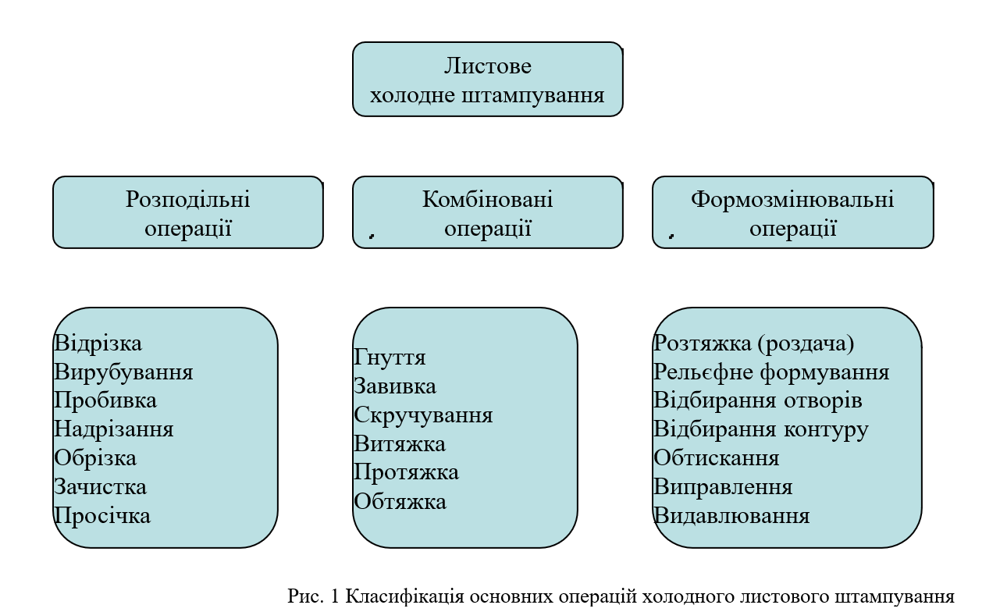 Листове
холодне штампування
Розподільні
операції
Комбіновані
операції
Формозмінювальні
операції
Відрізка
Вирубування
Пробивка
Надрізання
Обрізка
Зачистка
Просічка
Гнуття
Завивка
Скручування
Витяжка
Протяжка
Обтяжка
Розтяжка (роздача)
Рельєфне формування
Відбирання отворів
Відбирання контуру
Обтискання
Виправлення
Видавлювання
Рис. 1 Класифікація основних операцій холодного листового штампування